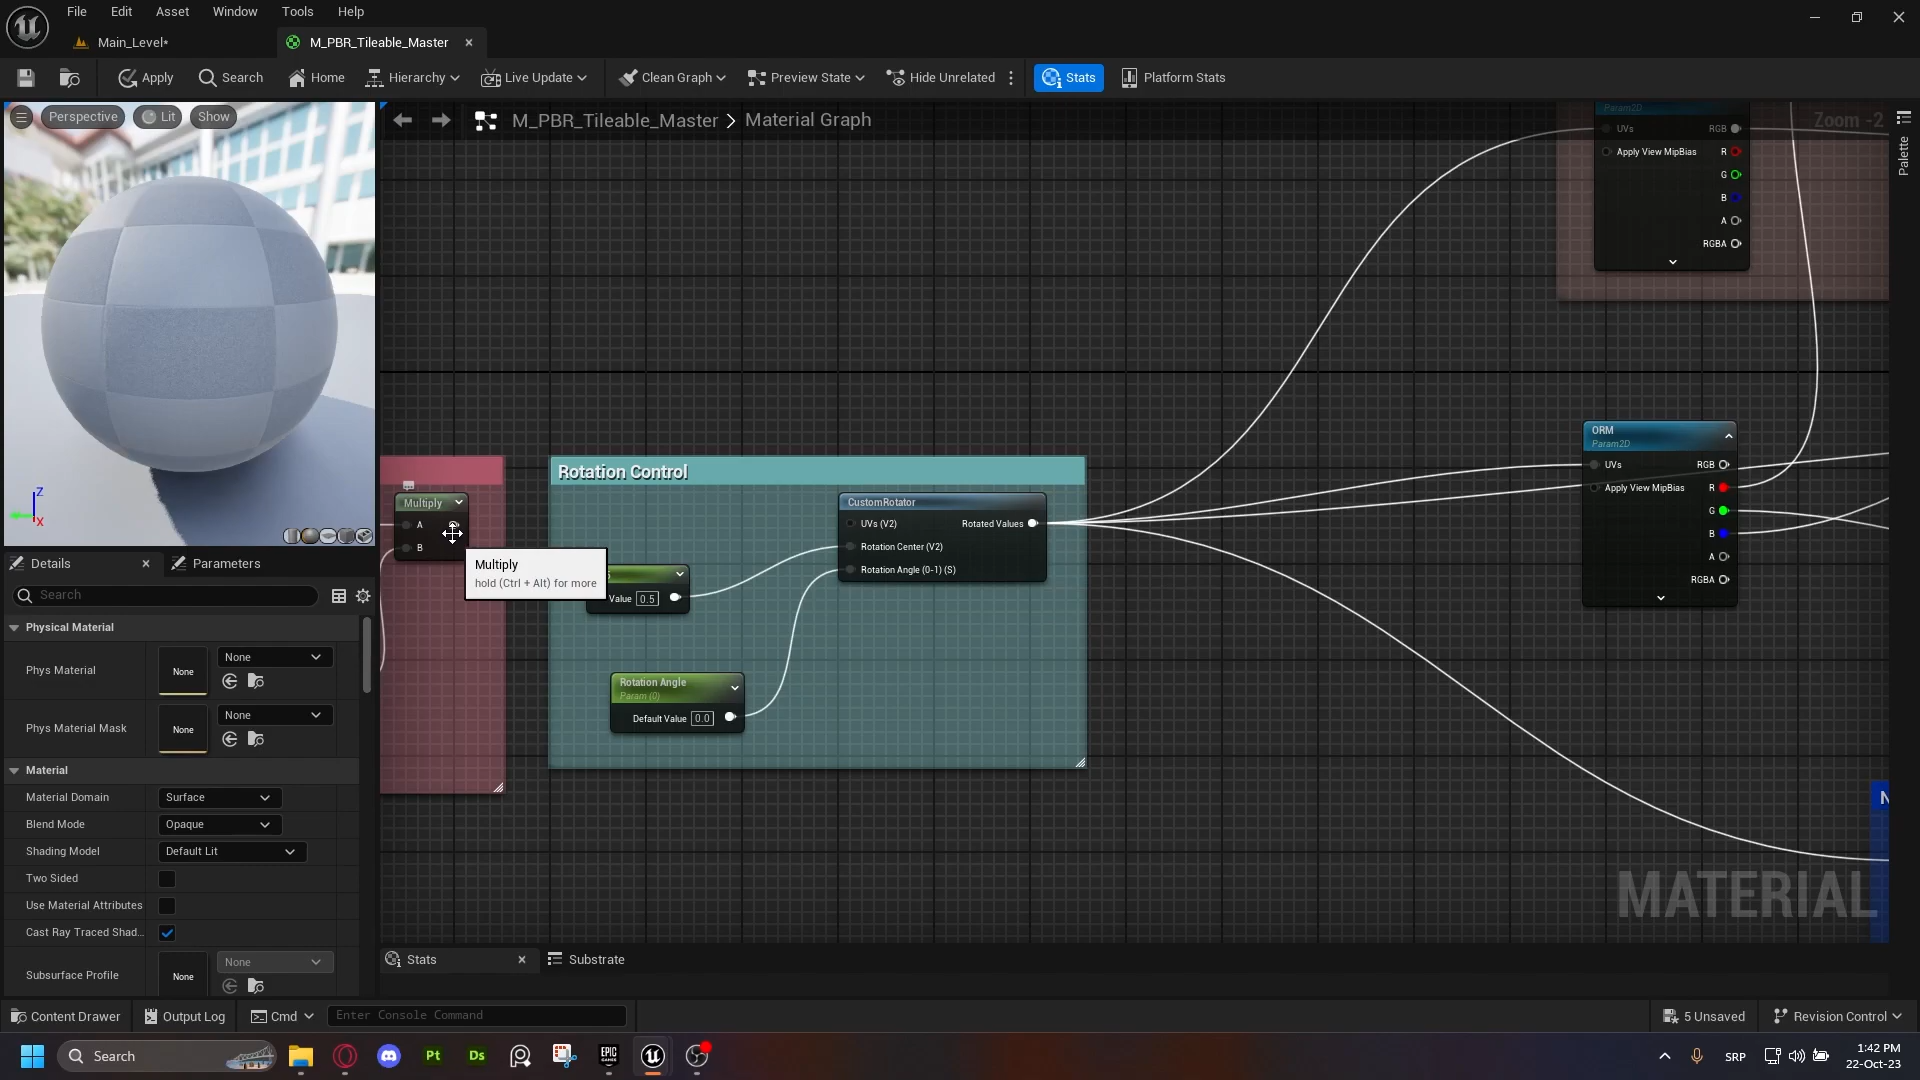 File Edit Asset Window Tools Help
Main_Level*
M_PBR_Tileable_Master
Apply Search Home Hierarchy Live Update Clean Graph Preview State Hide Unrelated Stats Platform Stats
Perspective Lit Show
M_PBR_Tileable_Master > Material Graph
Zoom -2
Palette
Param2D
UVs RGB
Apply View MipBias R
G
B
A
RGBA
ORM
Param2D
UVs RGB
Apply View MipBias R
G
B
A
RGBA
Rotation Control
Multiply
A
B
Multiply
hold (Ctrl + Alt) for more
CustomRotator
UVs (V2) Rotated Values
Rotation Center (V2)
Rotation Angle (0-1) (S)
Value 0.5
Rotation Angle
Param (0)
Default Value 0.0
N
MATERIAL
Z
X
Details Parameters
Search
Physical Material
Phys Material None None
Phys Material Mask None None
Material
Material Domain Surface
Blend Mode Opaque
Shading Model Default Lit
Two Sided
Use Material Attributes
Cast Ray Traced Shad...
Subsurface Profile None None
Stats Substrate
Content Drawer Output Log Cmd Enter Console Command 5 Unsaved Revision Control
Search Pt Ds EPIC GAMES SRP 1:42 PM
22-Oct-23